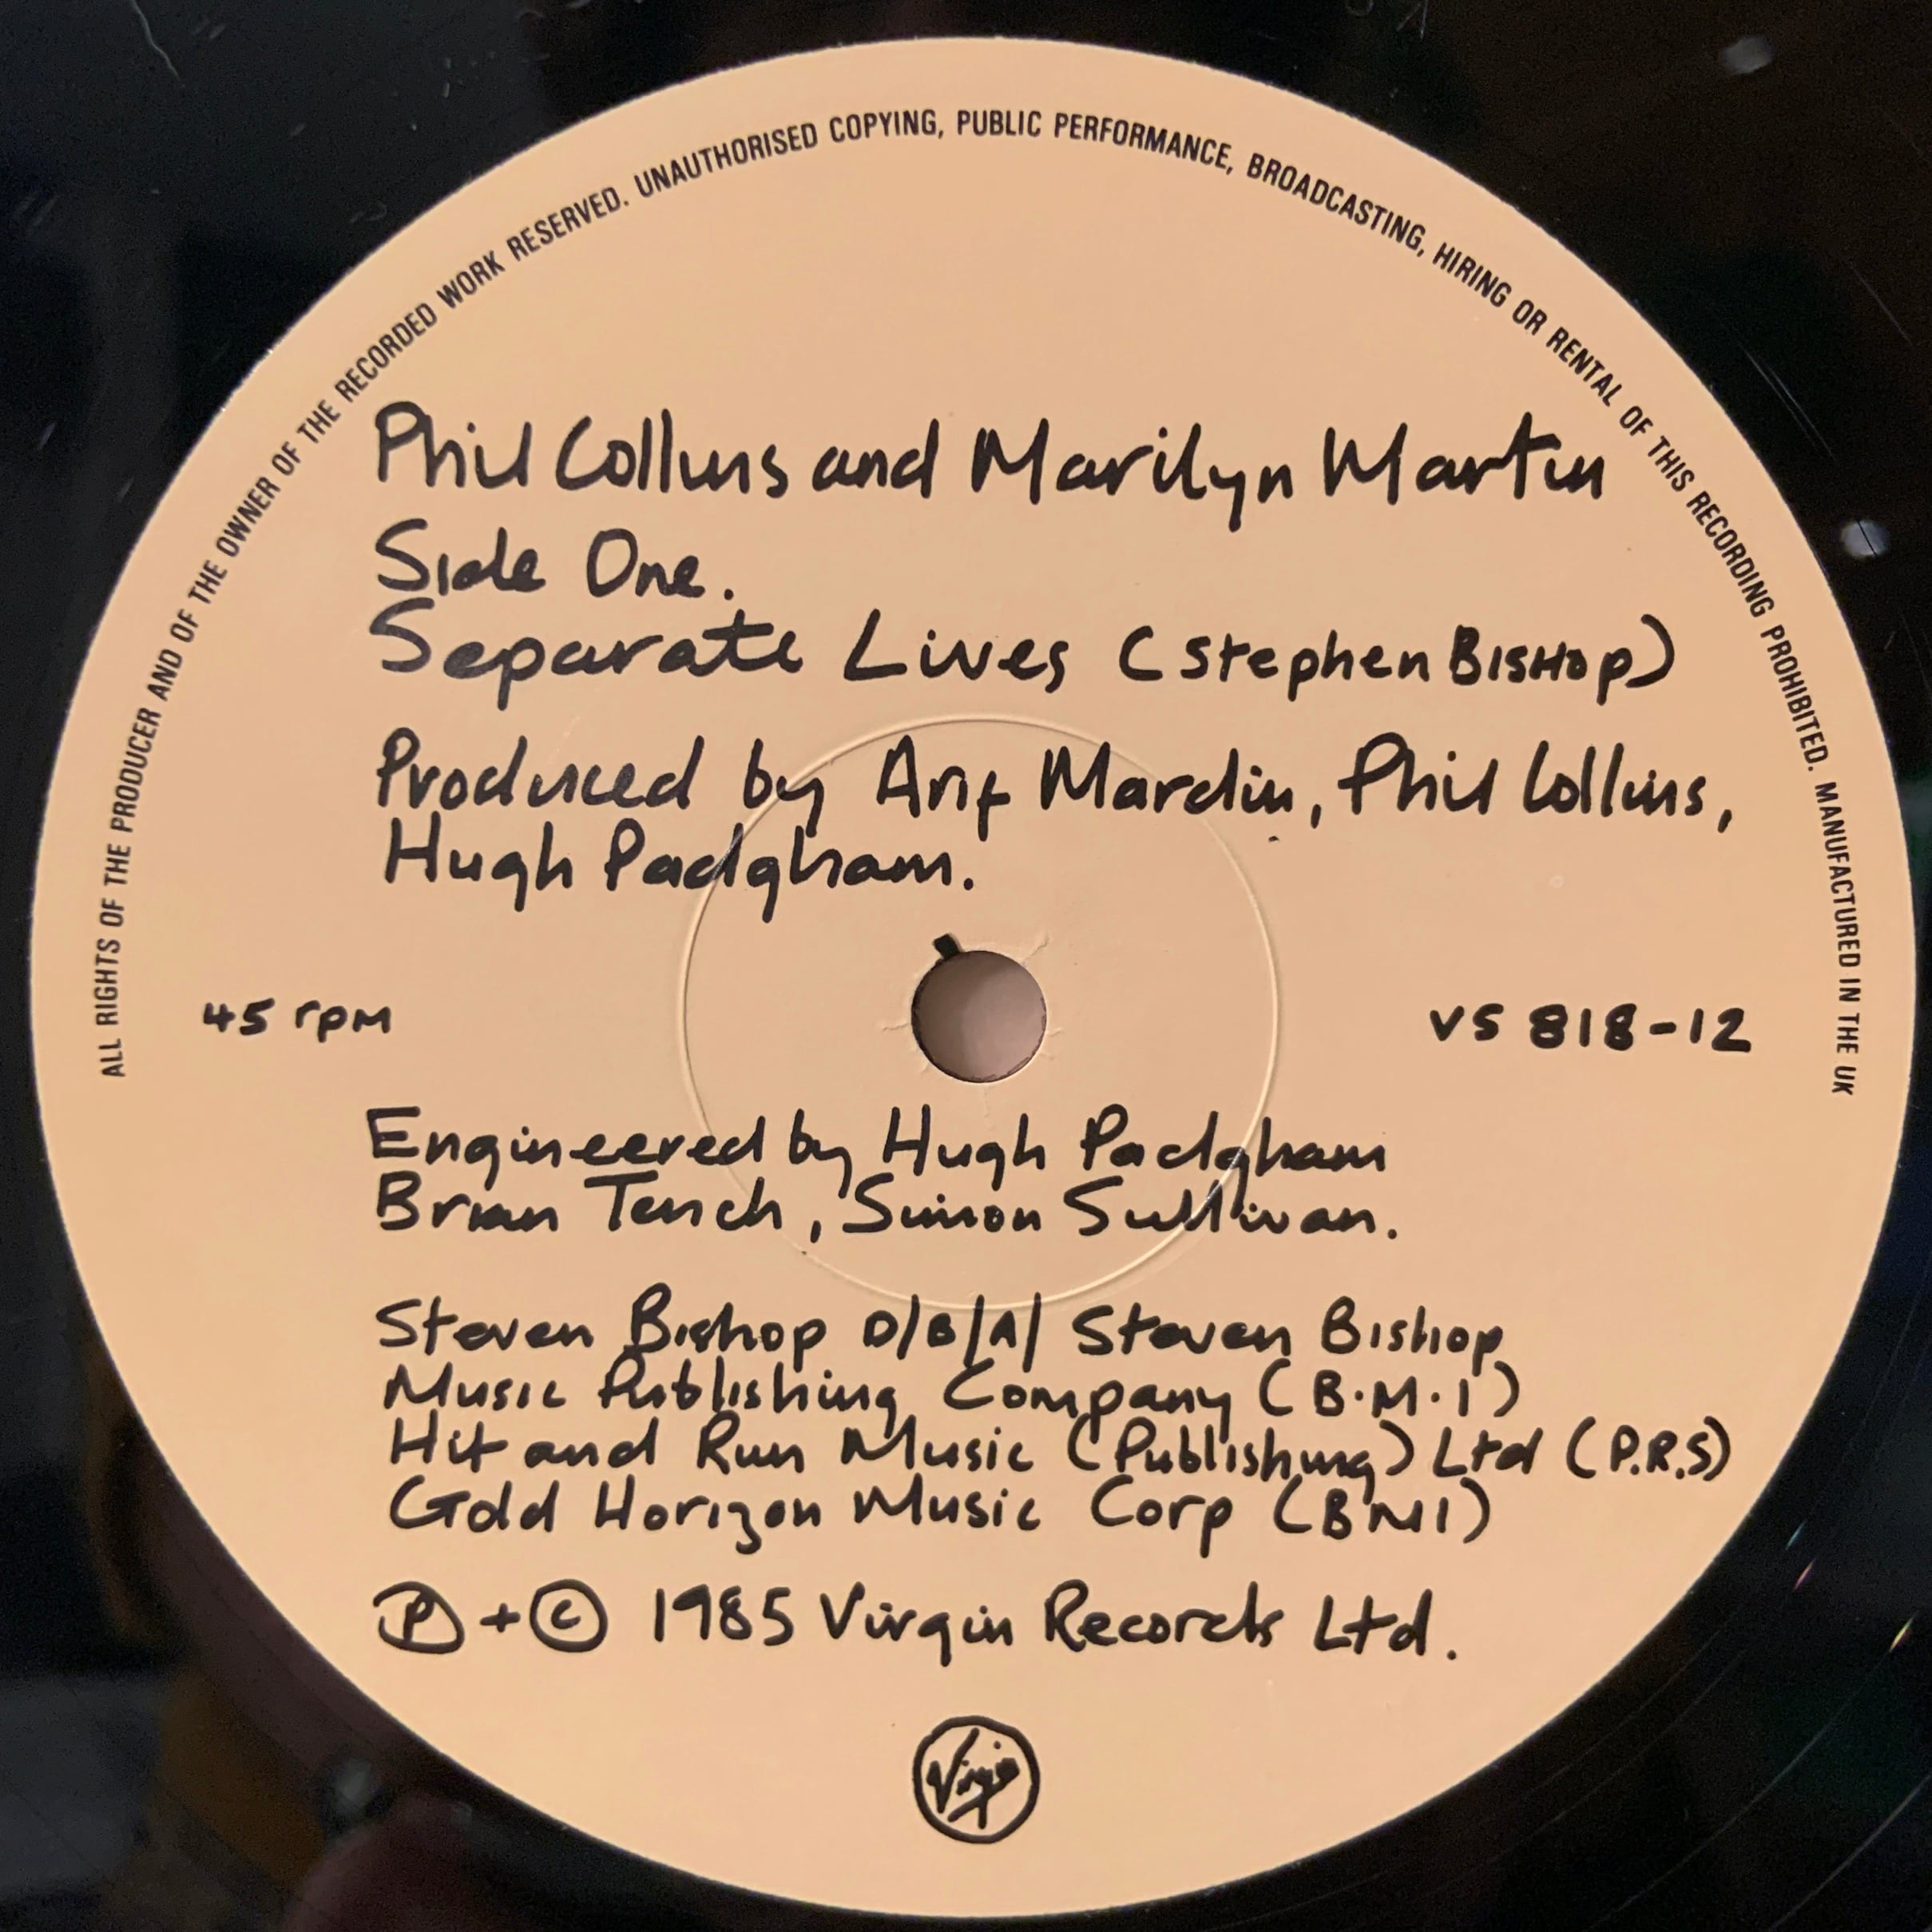 ALL RIGHTS OF THE PRODUCER AND OF THE OWNER OF THE RECORDED WORK RESERVED. UNAUTHORISED COPYING, PUBLIC PERFORMANCE, BROADCASTING, HIRING OR RENTAL OF THIS RECORDING PROHIBITED. MANUFACTURED IN THE UK
Phil Collins and Marilyn Martin
Side One.
Separate Lives (Stephen BISHOP)
Produced by Arif Mardin, Phil Collins,
Hugh Padgham.
45 rpm
VS 818-12
Engineered by Hugh Padgham
Brian Tench, Simon Sullivan.
Steven Bishop D/B/A/ Steven Bishop
Music Publishing Company (B.M.I)
Hit and Run Music (Publishing) Ltd (P.R.S)
Gold Horizon Music Corp (BMI)
Ⓟ + © 1985 Virgin Records Ltd.
Virgin